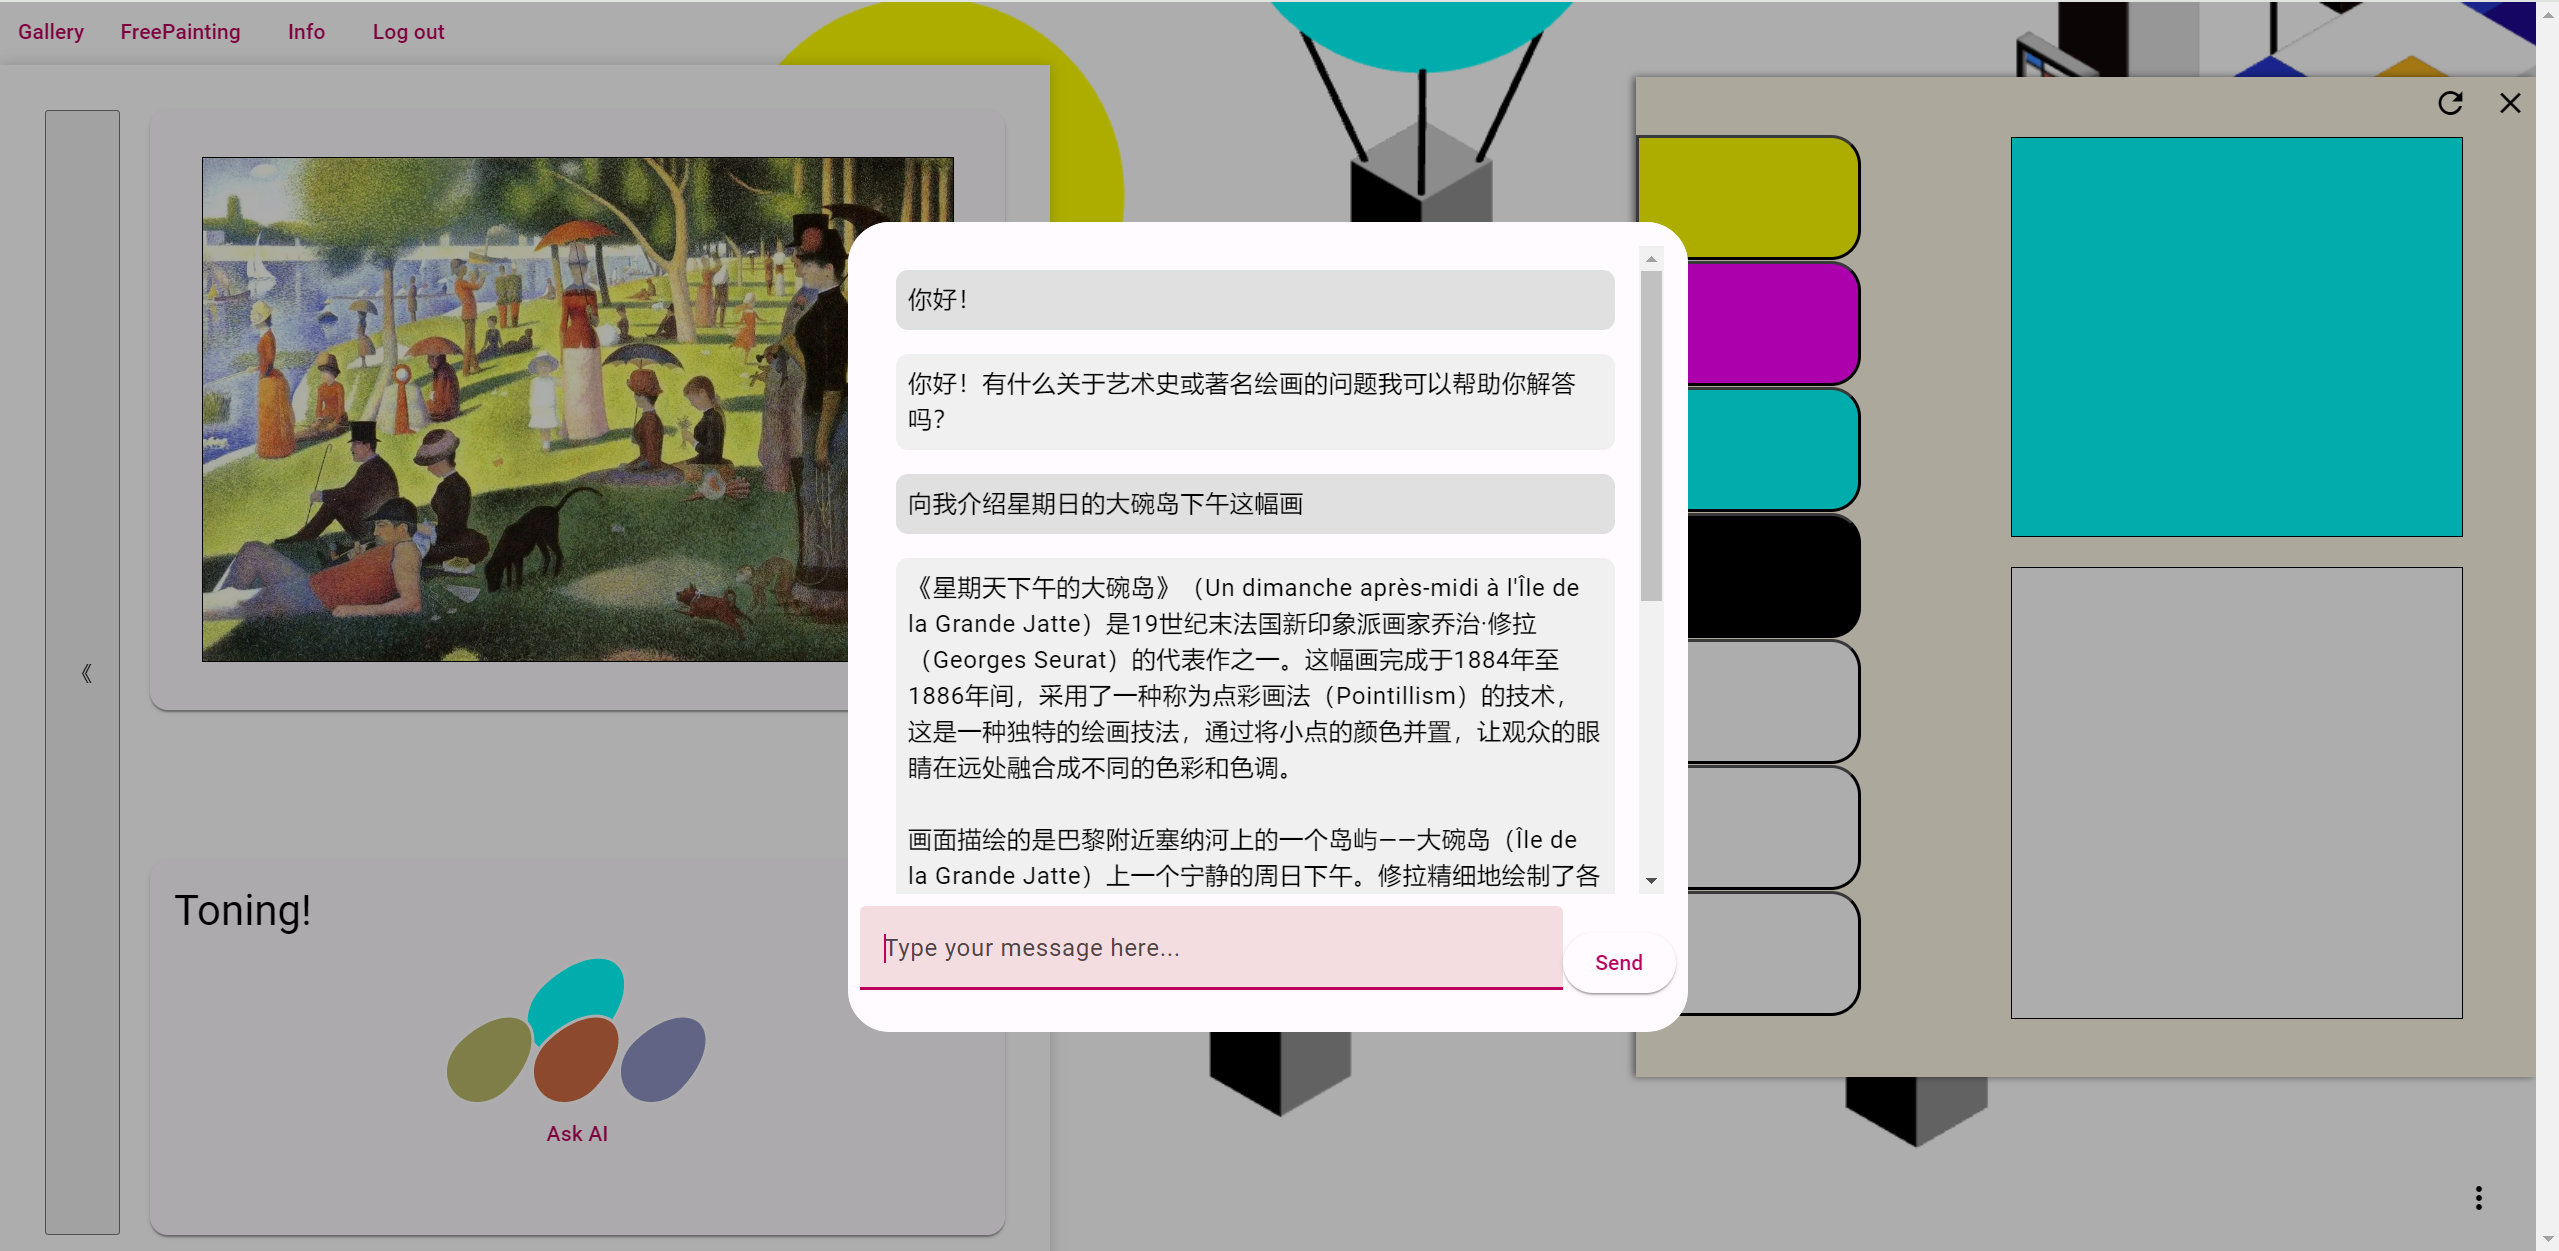 Gallery FreePainting Info Log out
《
你好！
你好！有什么关于艺术史或著名绘画的问题我可以帮助你解答
吗？
向我介绍星期日的大碗岛下午这幅画
《星期天下午的大碗岛》（Un dimanche après-midi à l'Île de
la Grande Jatte）是19世纪末法国新印象派画家乔治·修拉
（Georges Seurat）的代表作之一。这幅画完成于1884年至
1886年间，采用了一种称为点彩画法（Pointillism）的技术，
这是一种独特的绘画技法，通过将小点的颜色并置，让观众的眼
睛在远处融合成不同的色彩和色调。
画面描绘的是巴黎附近塞纳河上的一个岛屿——大碗岛（Île de
la Grande Jatte）上一个宁静的周日下午。修拉精细地绘制了各
Type your message here...
Send
Toning!
Ask AI